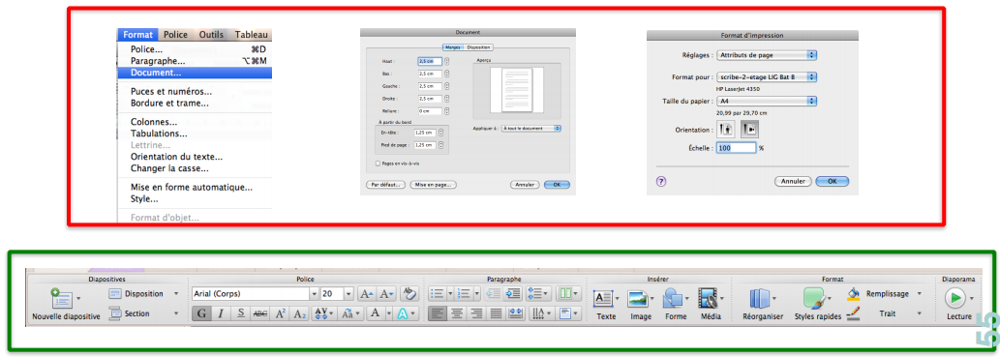 Format Police Outils Tableau
Police... ⌘D
Paragraphe... ⌥⌘M
Document...
Puces et numéros...
Bordure et trame...
Colonnes...
Tabulations...
Lettrine...
Orientation du texte...
Changer la casse...
Mise en forme automatique...
Style...
Format d'objet...
Document
Marges Disposition
Haut : 2,5 cm
Bas : 2,5 cm
Gauche : 2,5 cm
Droite : 2,5 cm
Reliure : 0 cm
À partir du bord
En-tête : 1,25 cm
Pied de page : 1,25 cm
Pages en vis-à-vis
Aperçu
Appliquer à : À tout le document
Par défaut... Mise en page... Annuler OK
Format d'impression
Réglages : Attributs de page
Format pour : scribe-2-etage LIG Bat B
HP LaserJet 4350
Taille du papier : A4
20,99 par 29,70 cm
Orientation :
Échelle : 100 %
? Annuler OK
Diapositives Police Paragraphe Insérer Format Diaporama
Nouvelle diapositive
Disposition
Section
Arial (Corps) 20 A A Ab
G I S ABC A² A₂ AV Aa A A
Texte Image Forme Média
Réorganiser Styles rapides
Remplissage
Trait
Lecture
55